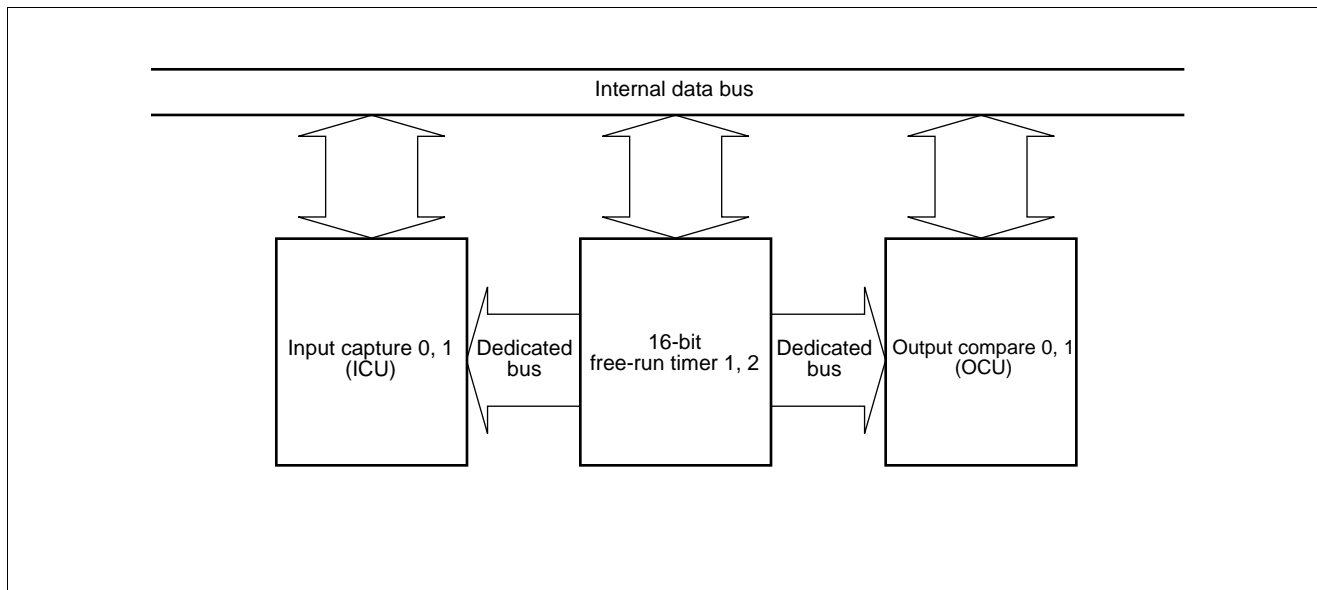 Internal data bus
Input capture 0, 1
(ICU)
Dedicated
bus
16-bit
free-run timer 1, 2
Dedicated
bus
Output compare 0, 1
(OCU)